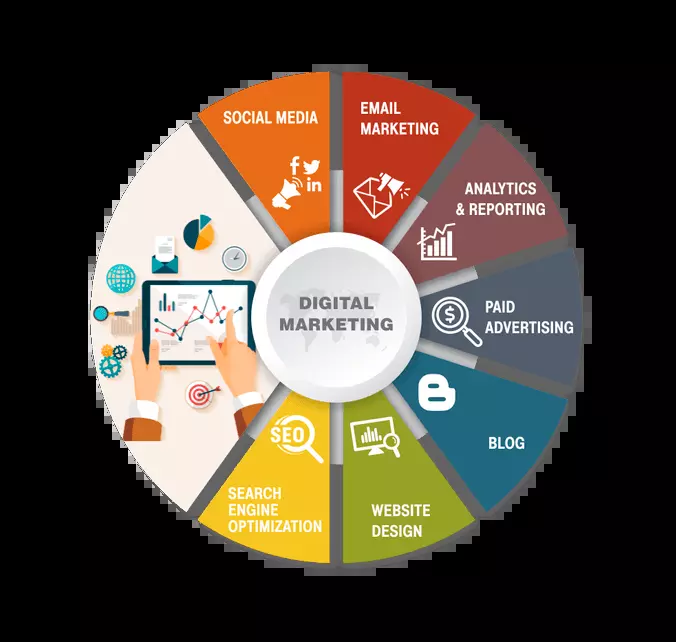 SOCIAL MEDIA
EMAIL
MARKETING
ANALYTICS
& REPORTING
PAID
ADVERTISING
BLOG
WEBSITE
DESIGN
SEO
SEARCH
ENGINE
OPTIMIZATION
DIGITAL
MARKETING